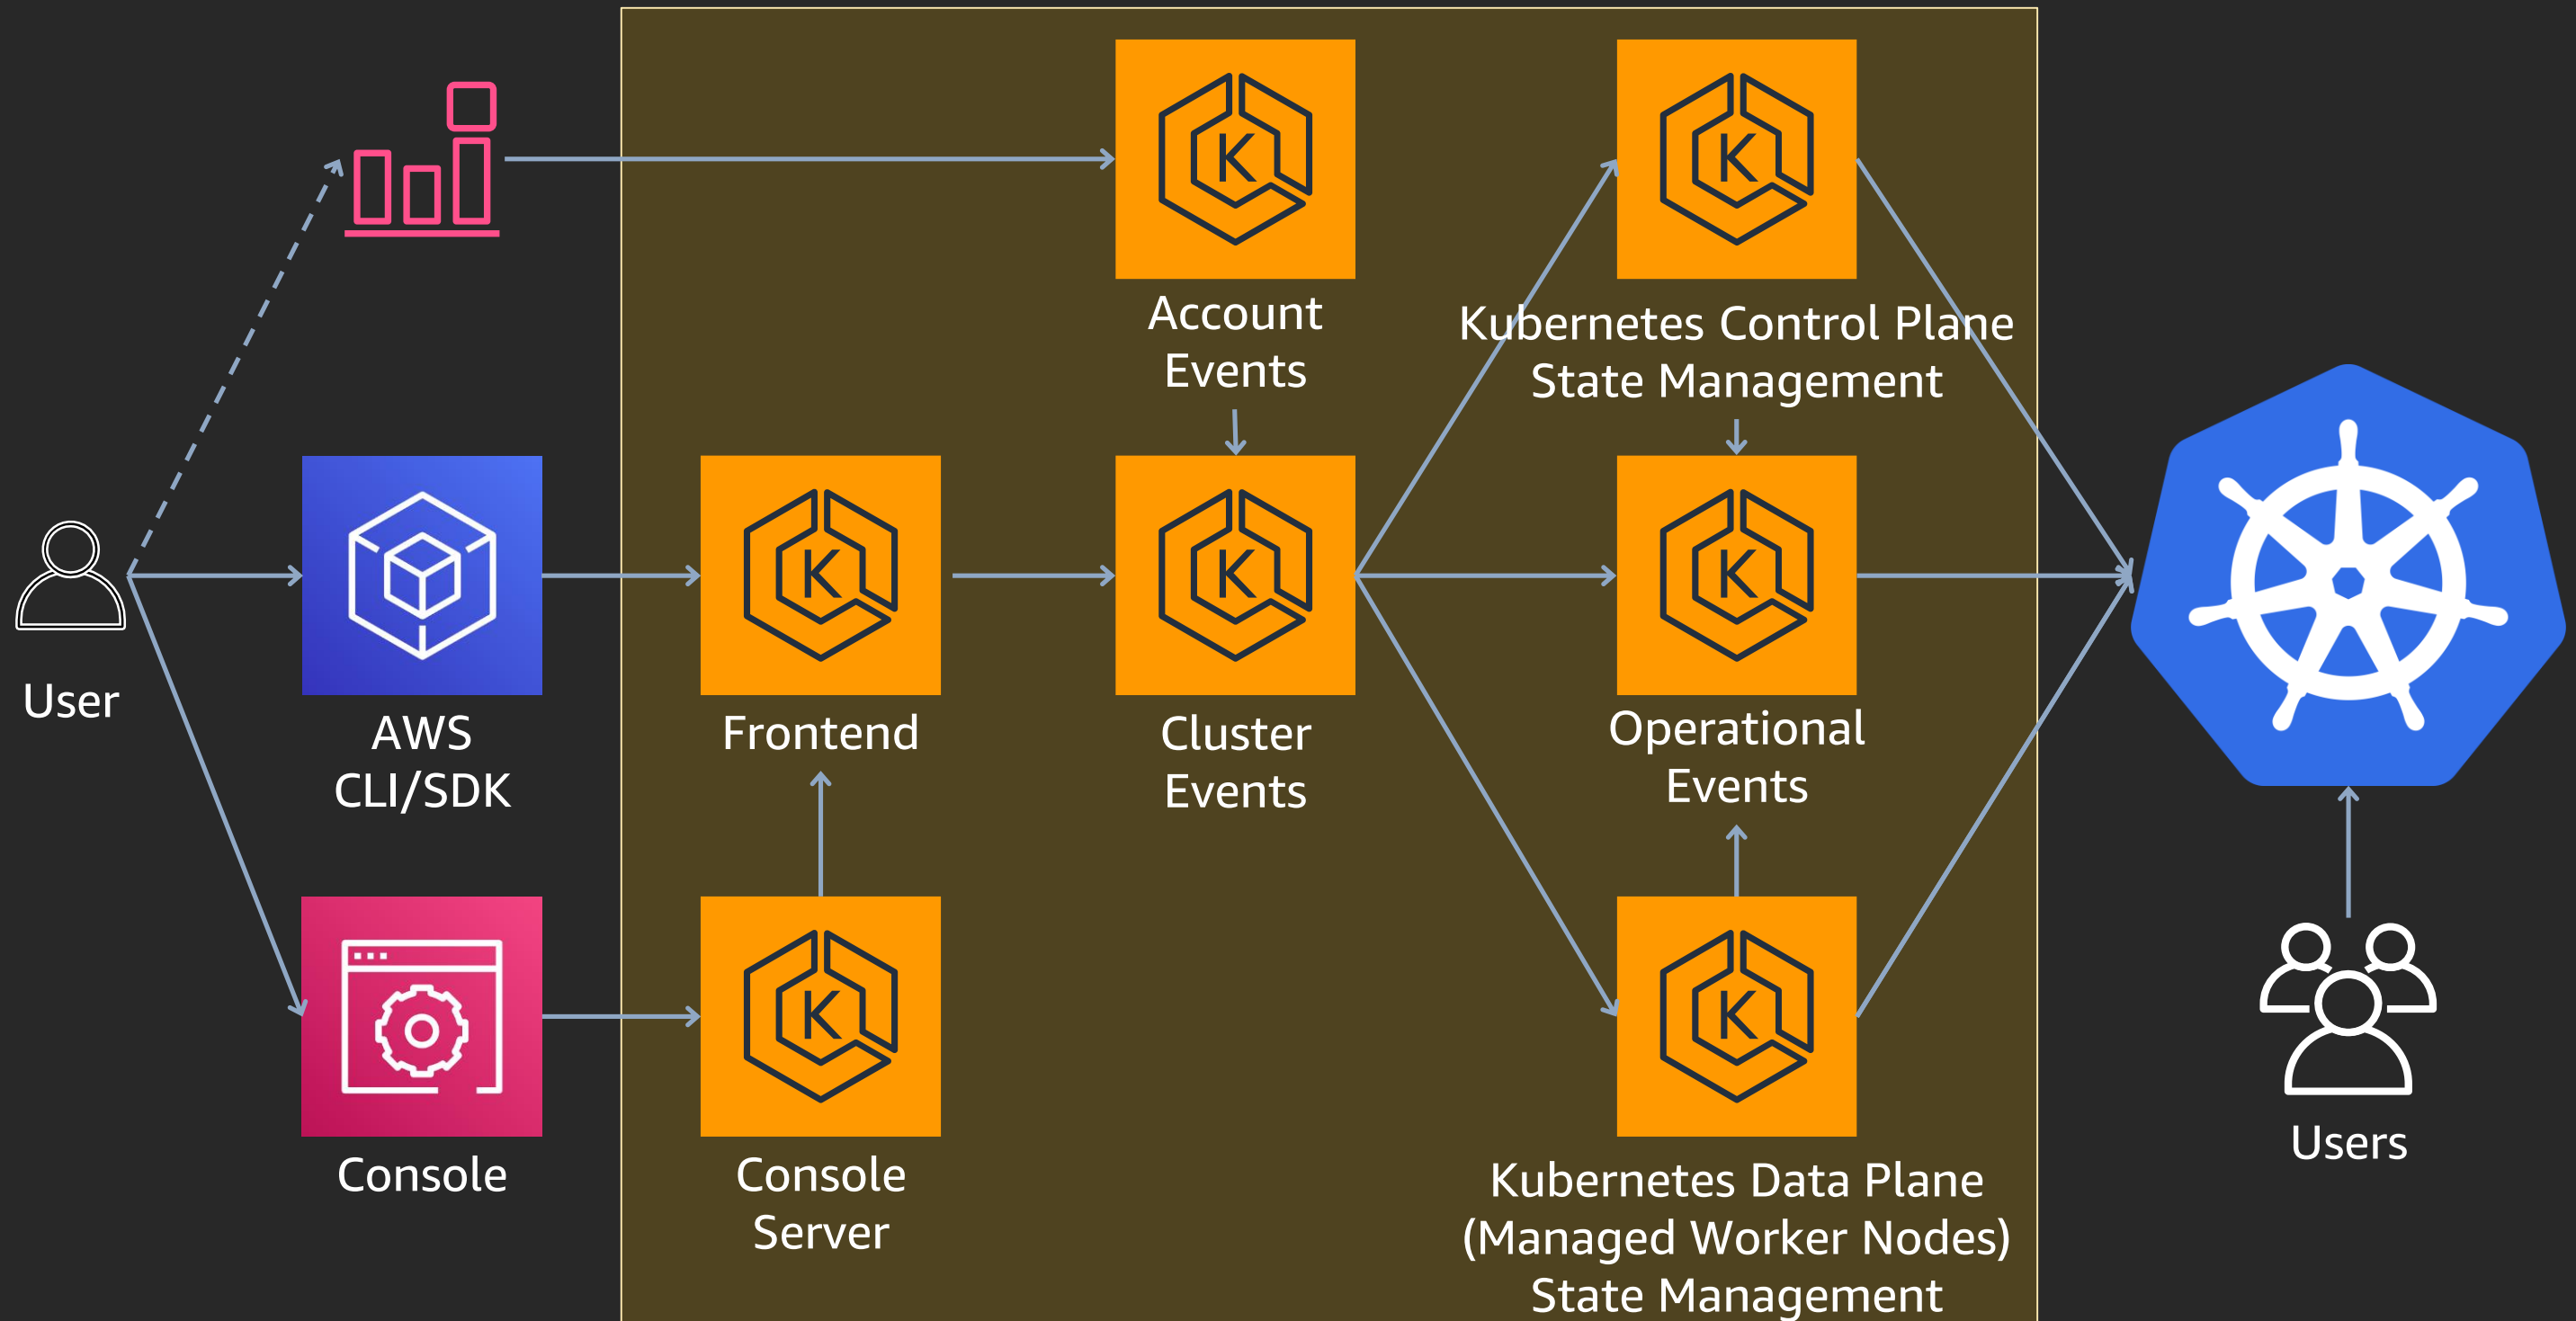 K
K
Account
Events
Kubernetes Control Plane
State Management
K
K
K
User
AWS
CLI/SDK
Frontend
Cluster
Events
Operational
Events
K
K
Console
Console
Server
Kubernetes Data Plane
(Managed Worker Nodes)
State Management
Users